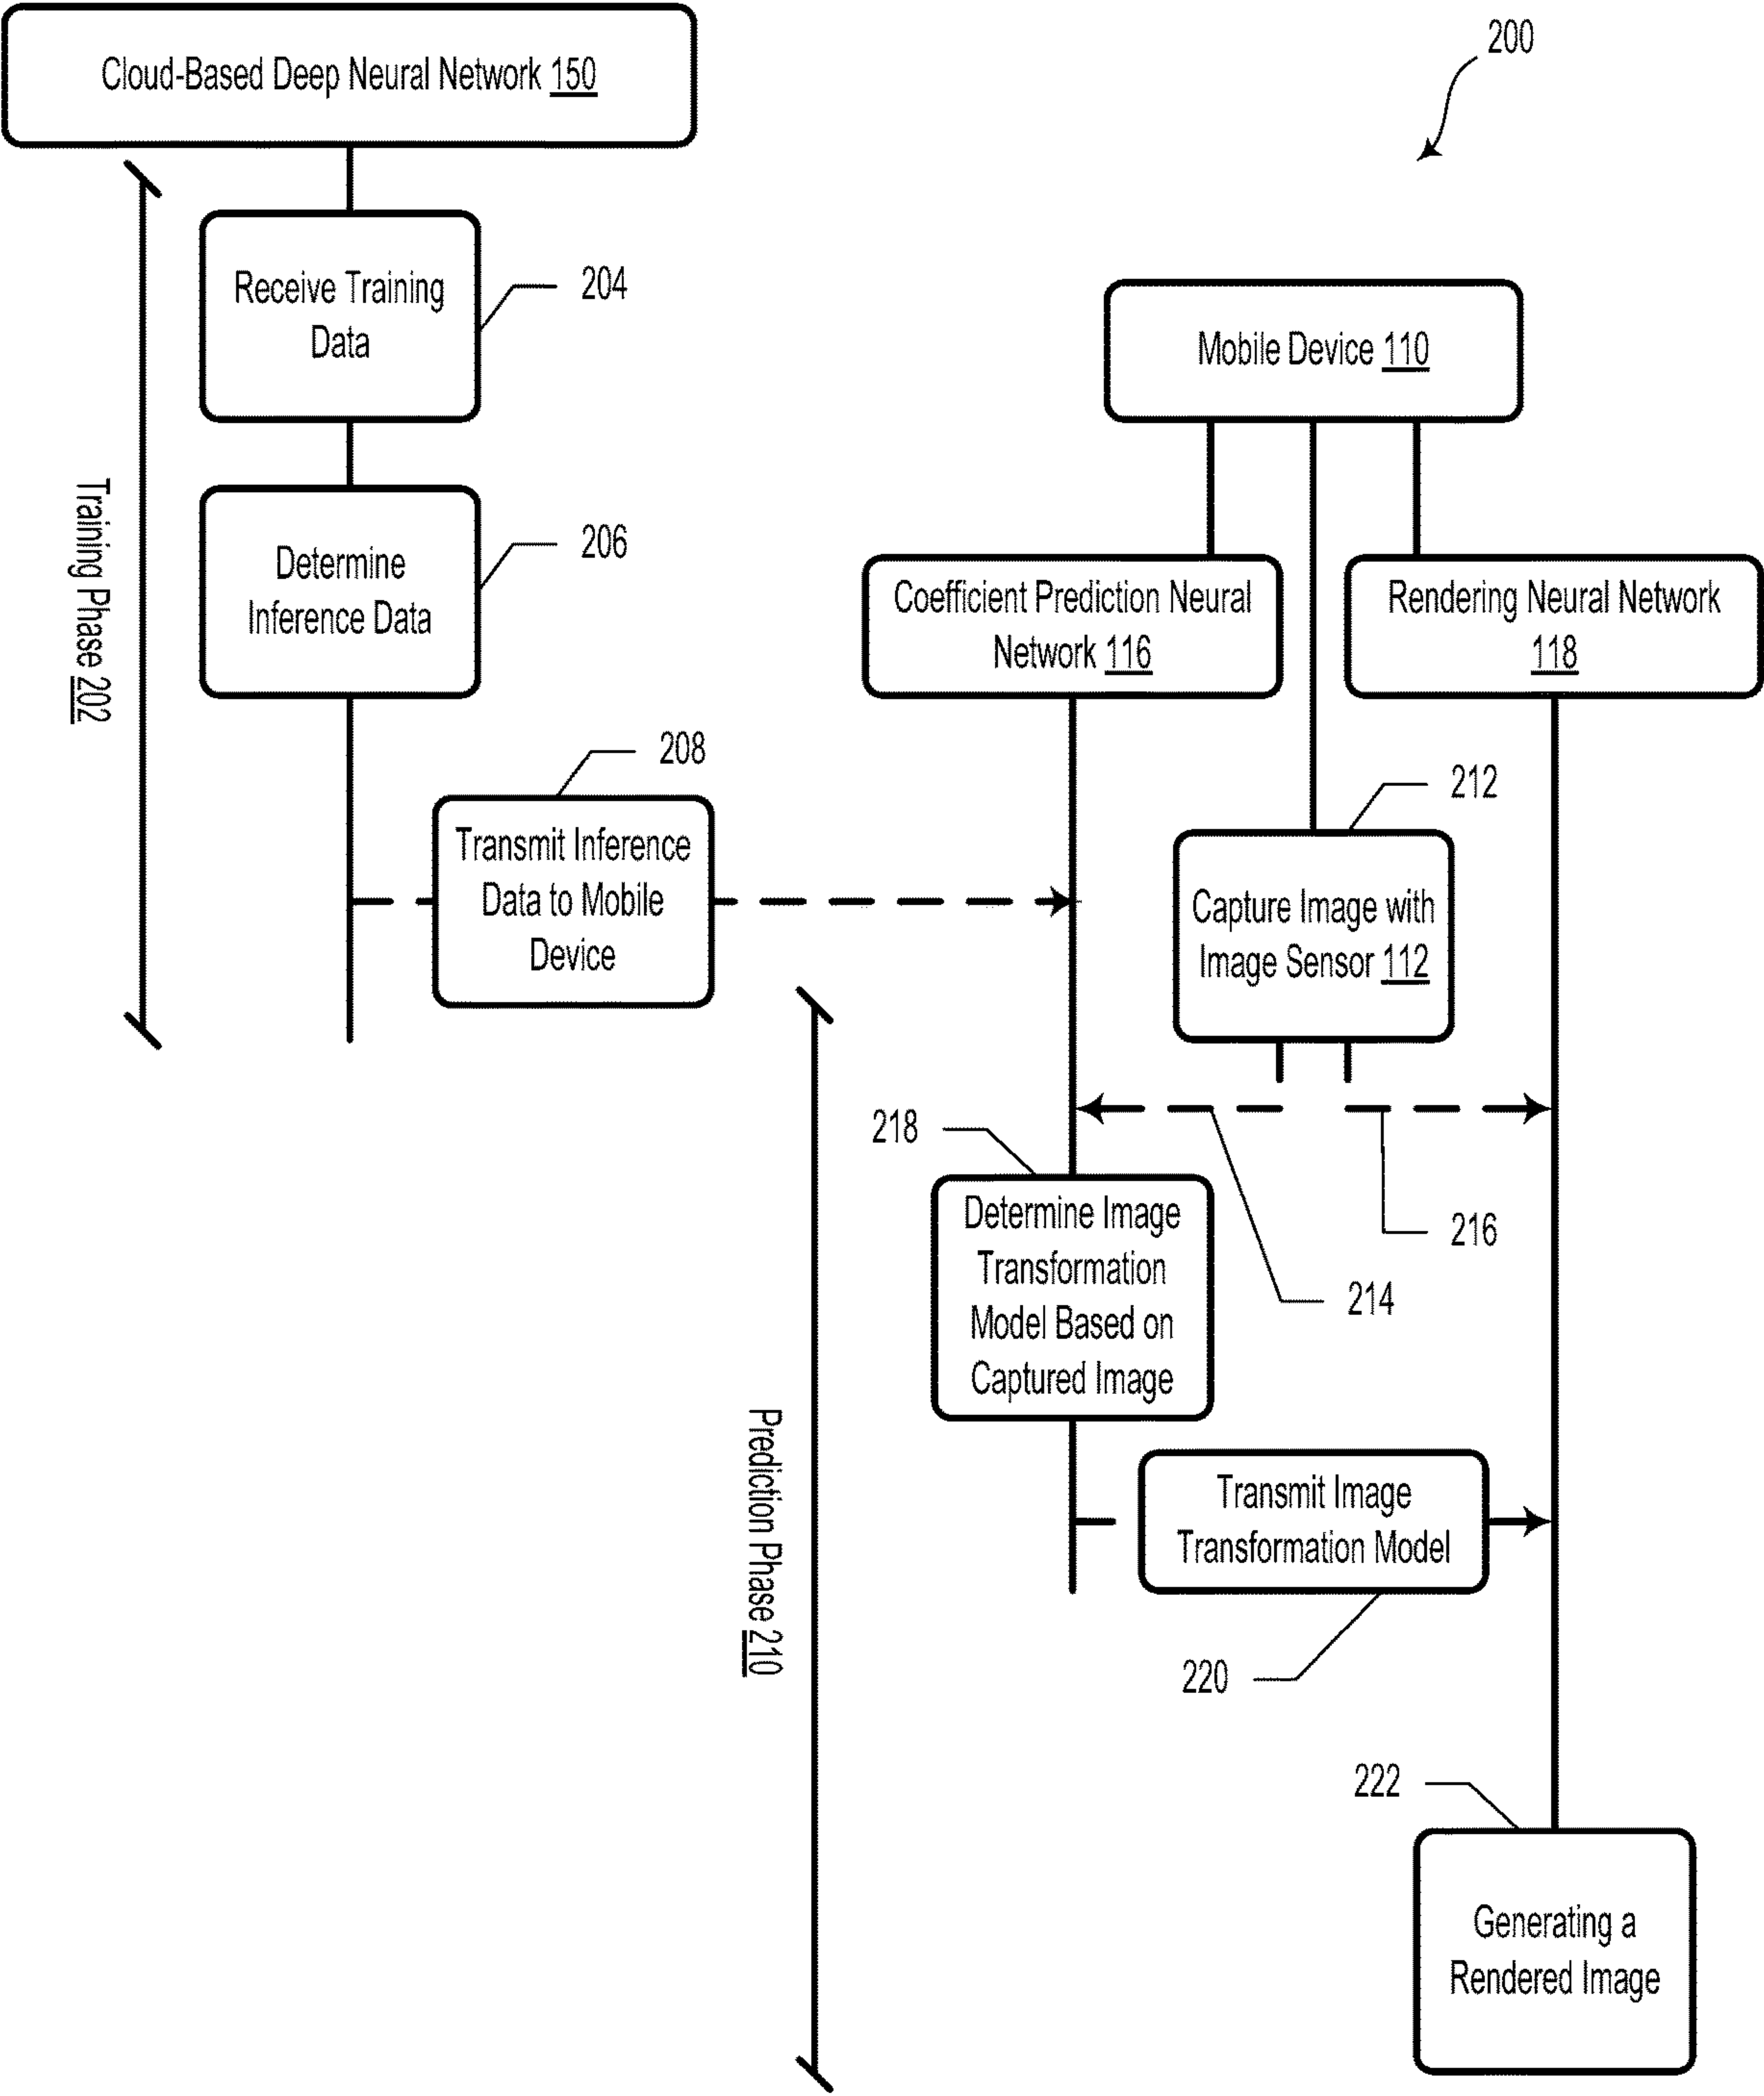 Cloud-Based Deep Neural Network 150
200
Receive Training
Data
204
Mobile Device 110
Training Phase 202
Determine
Inference Data
206
Coefficient Prediction Neural
Network 116
Rendering Neural Network
118
208
Transmit Inference
Data to Mobile
Device
212
Capture Image with
Image Sensor 112
218
216
214
Determine Image
Transformation
Model Based on
Captured Image
Prediction Phase 210
Transmit Image
Transformation Model
220
222
Generating a
Rendered Image